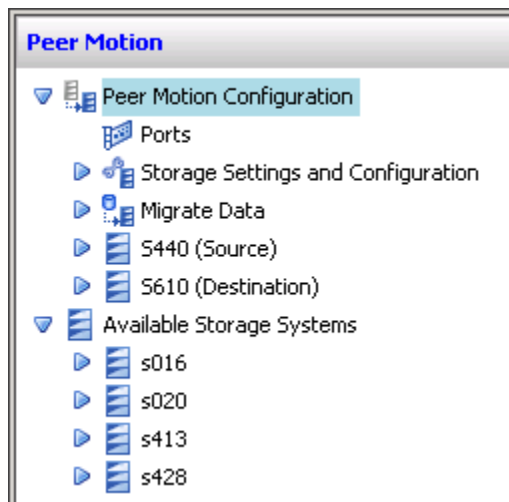 Peer Motion
Peer Motion Configuration
Ports
Storage Settings and Configuration
Migrate Data
S440 (Source)
S610 (Destination)
Available Storage Systems
s016
s020
s413
s428